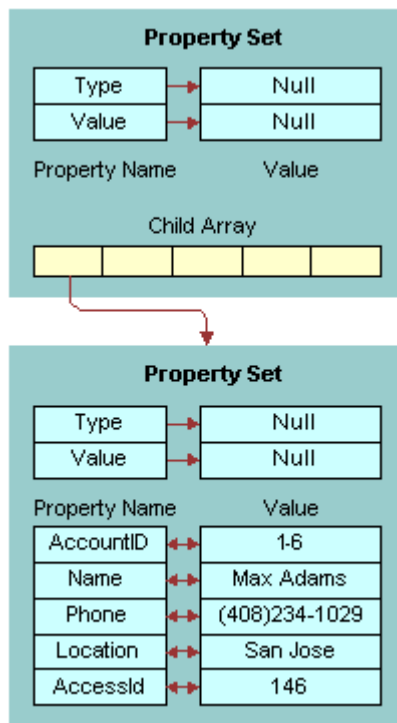 Property Set
Type Null
Value Null
Property Name Value
Child Array
Property Set
Type Null
Value Null
Property Name Value
AccountID 1-6
Name Max Adams
Phone (408)234-1029
Location San Jose
AccessId 146